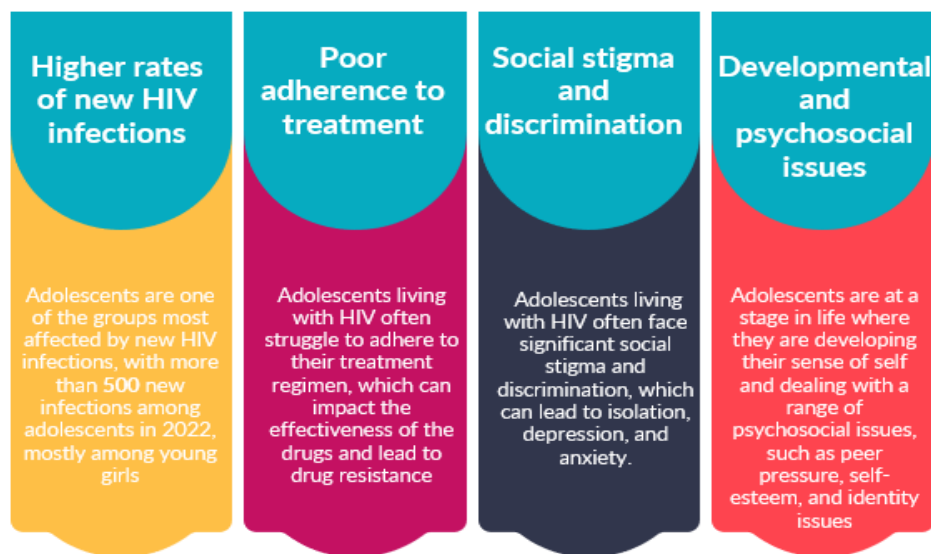 Higher rates
of new HIV
infections
Adolescents are one
of the groups most
affected by new HIV
infections, with more
than 500 new
infections among
adolescents in 2022,
mostly among young
girls
Poor
adherence to
treatment
Adolescents living
with HIV often
struggle to adhere to
their treatment
regimen, which can
impact the
effectiveness of the
drugs and lead to
drug resistance
Social stigma
and
discrimination
Adolescents living
with HIV often face
significant social
stigma and
discrimination, which
can lead to isolation,
depression, and
anxiety.
Developmental
and
psychosocial
issues
Adolescents are at a
stage in life where
they are developing
their sense of self
and dealing with a
range of
psychosocial issues,
such as peer
pressure, self-
esteem, and identity
issues